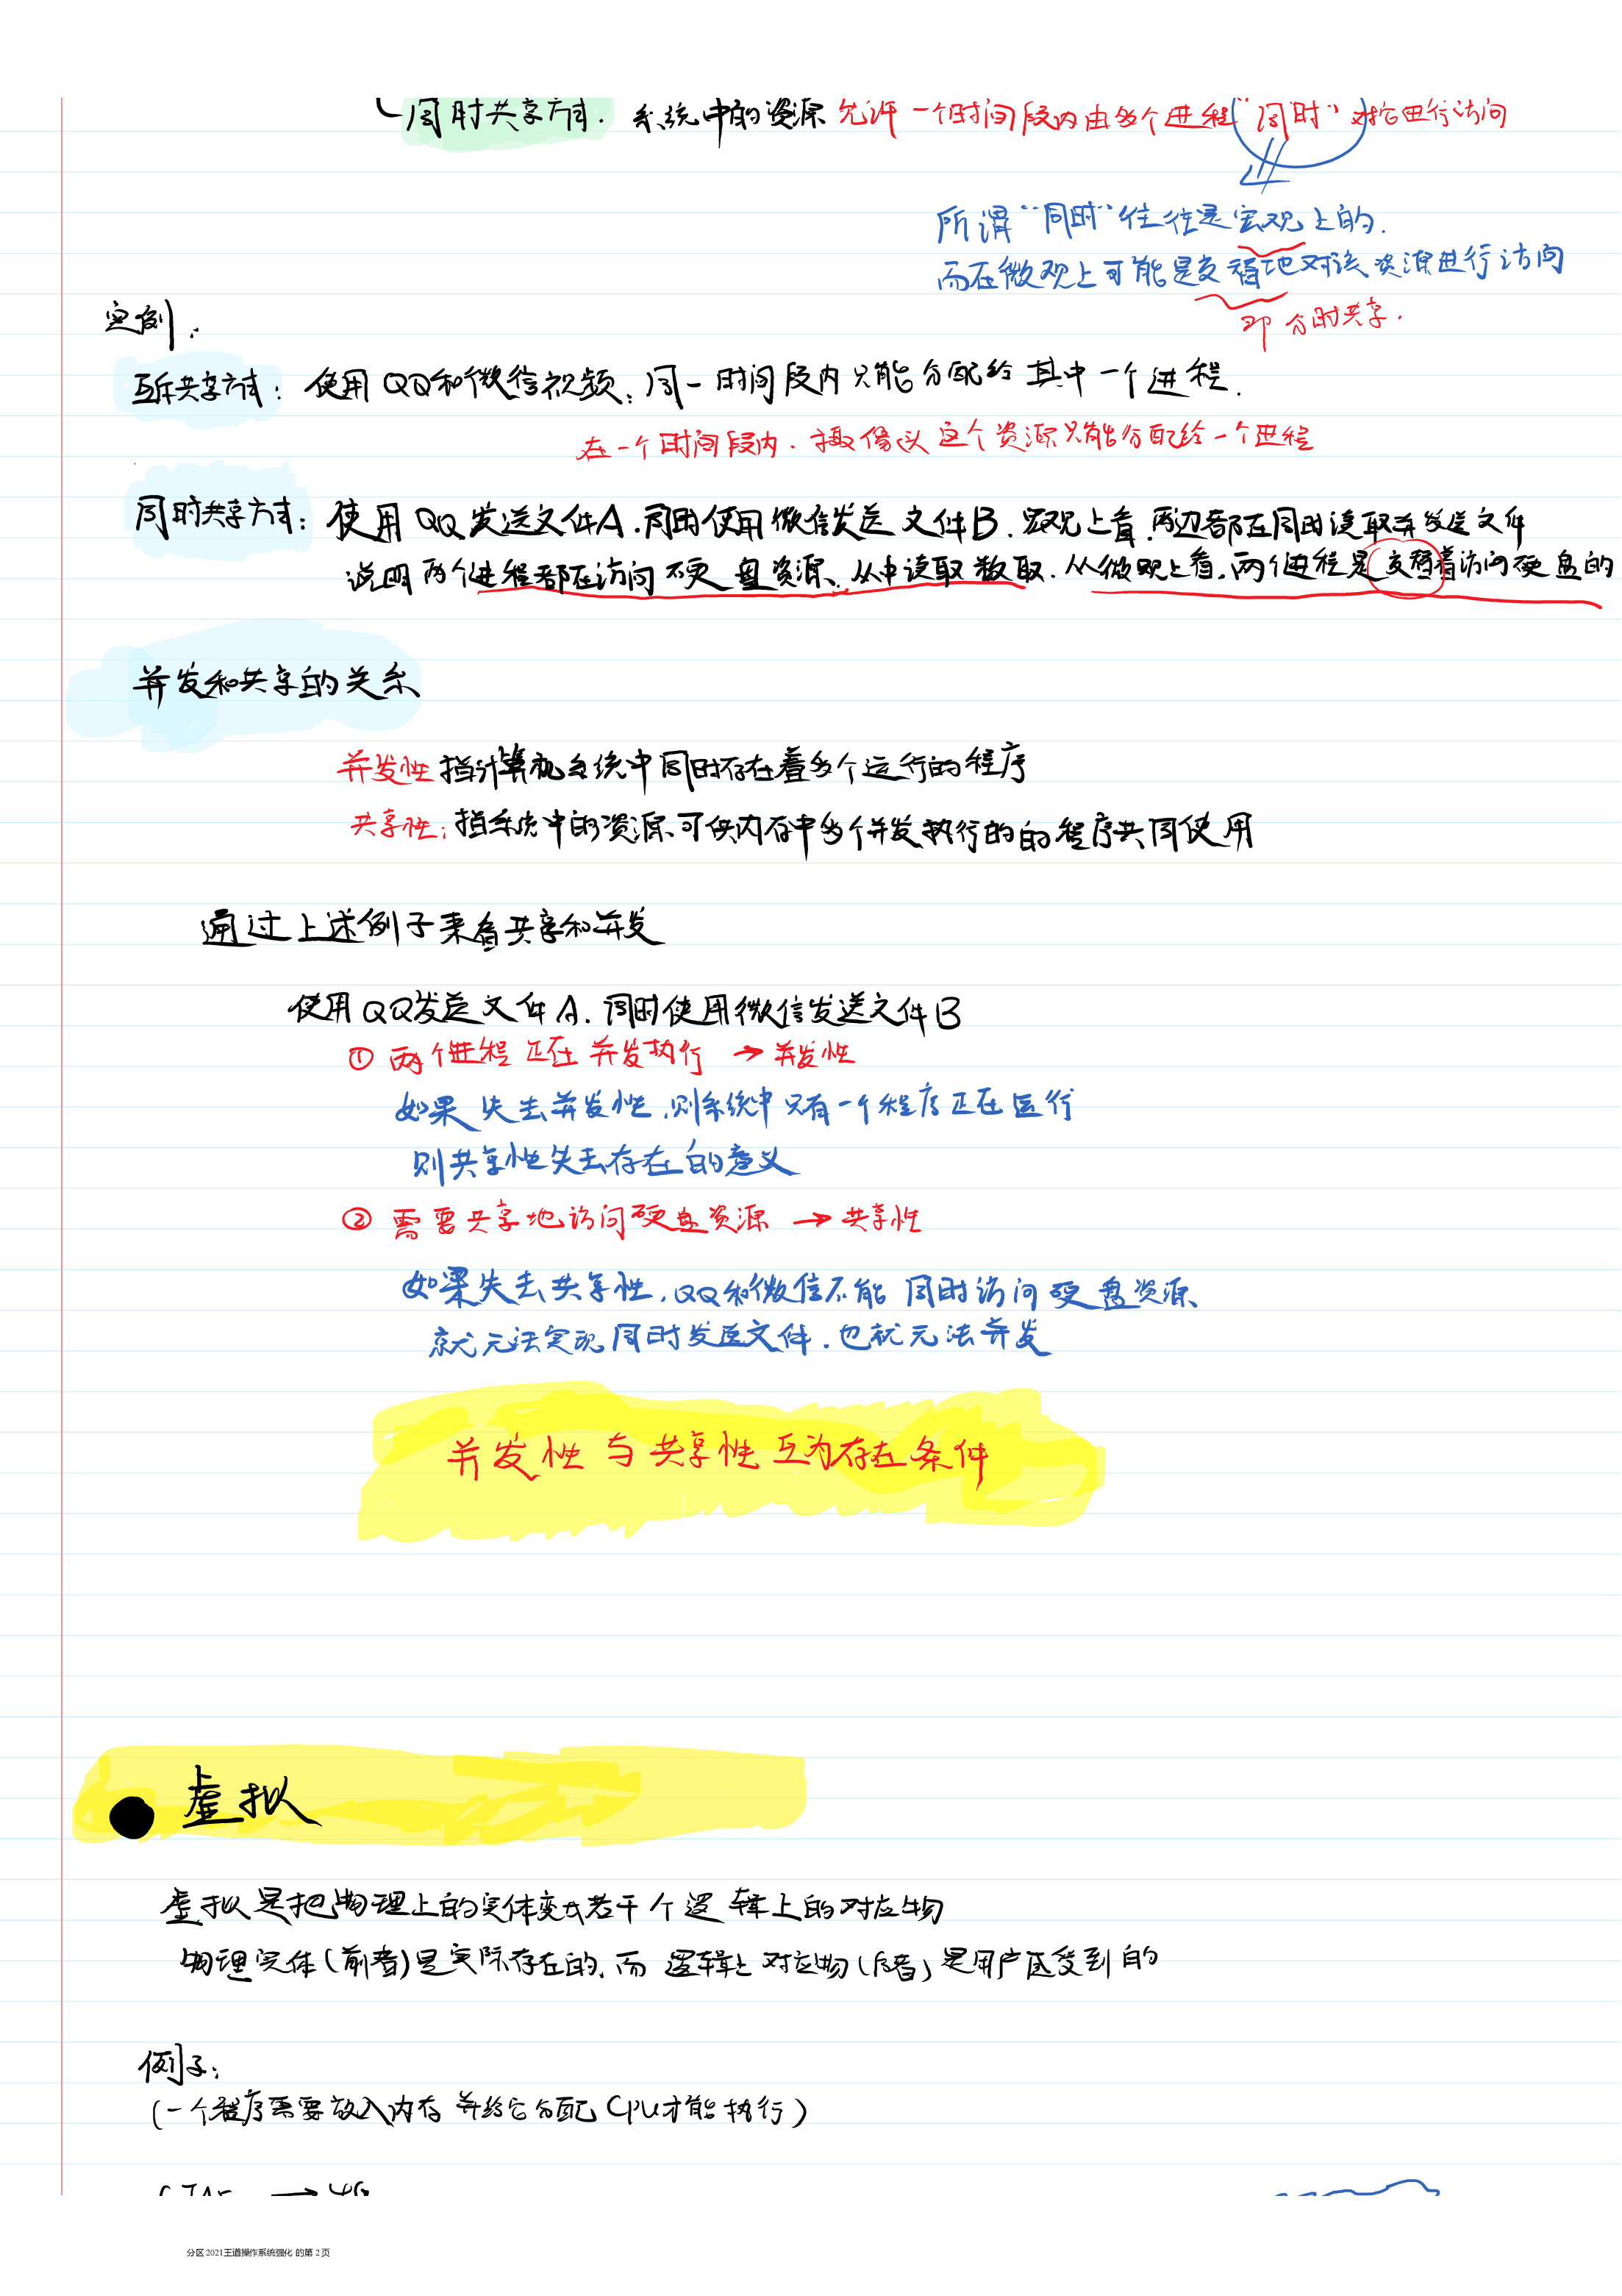 同时共享方式. 系统中的资源 允许一个时间段内由多个进程“同时”对它进行访问
所谓“同时”往往是宏观上的.
而在微观上可能是交替地对该资源进行访问
即分时共享.
实例:
互斥共享方式: 使用QQ和微信视频, 同一时间段内只能分配给其中一个进程.
在一个时间段内. 摄像头这个资源只能分配给一个进程
同时共享方式: 使用QQ发送文件A. 同时使用微信发送文件B. 宏观上看. 两边都在同时读取并发送文件
说明两个进程都在访问硬盘资源. 从中读取数取. 从微观上看, 两个进程是交替着访问硬盘的
并发和共享的关系
并发性 指计算机系统中同时存在着多个运行的程序
共享性: 指系统中的资源可供内存中多个并发执行的的程序共同使用
通过上述例子来看共享和并发
使用QQ发送文件A. 同时使用微信发送文件B
① 两个进程正在并发执行 → 并发性
如果失去并发性, 则系统中只有一个程序正在运行
则共享性失去存在的意义
② 需要共享地访问硬盘资源 → 共享性
如果失去共享性, QQ和微信不能同时访问硬盘资源
就无法实现同时发送文件. 也就无法并发
并发性与共享性互为存在条件
● 虚拟
虚拟是把物理上的实体变成若干个逻辑上的对应物
物理实体(前者)是实际存在的, 而逻辑上对应物(后者)是用户感受到的
例子:
(一个程序需要放入内存并给它分配CPU才能执行)
分区 2021王道操作系统强化 的第 2 页